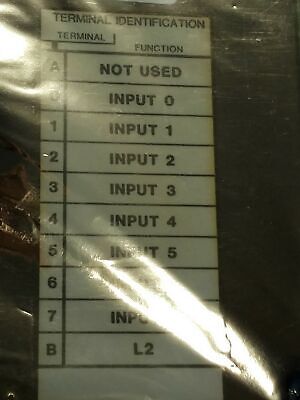 TERMINAL IDENTIFICATION
TERMINAL
FUNCTION
A NOT USED
0 INPUT 0
1 INPUT 1
2 INPUT 2
3 INPUT 3
4 INPUT 4
5 INPUT 5
6
7
B L2